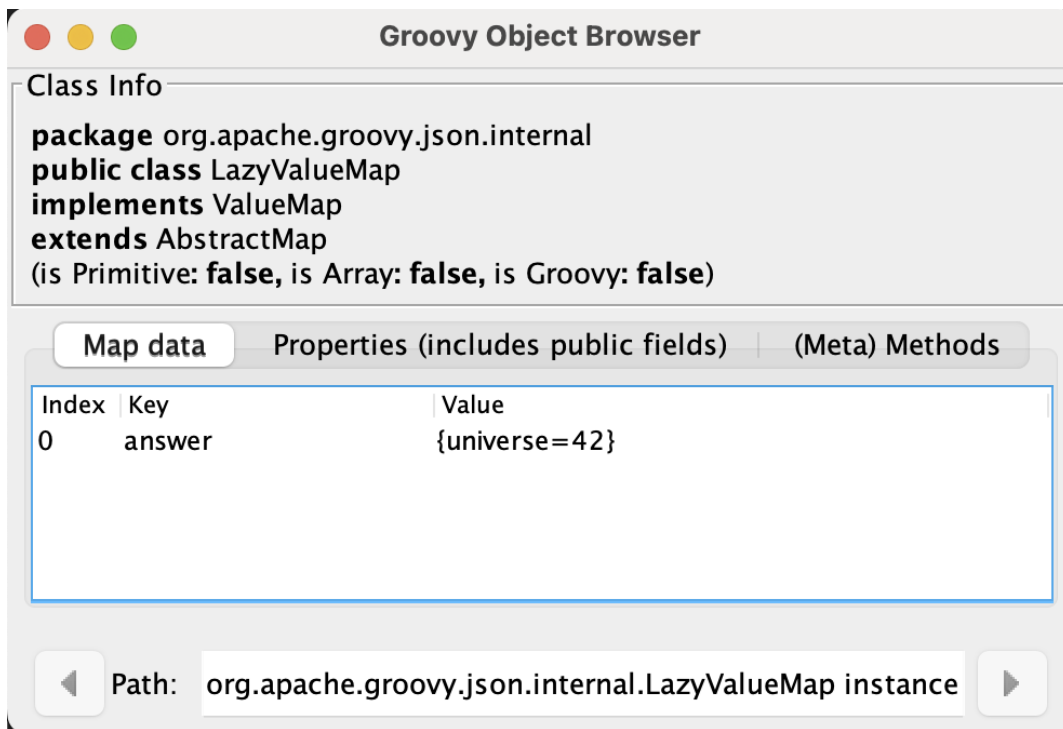 Groovy Object Browser
Class Info
package org.apache.groovy.json.internal
public class LazyValueMap
implements ValueMap
extends AbstractMap
(is Primitive: false, is Array: false, is Groovy: false)
Map data Properties (includes public fields) (Meta) Methods
Index Key Value
0 answer {universe=42}
Path: org.apache.groovy.json.internal.LazyValueMap instance